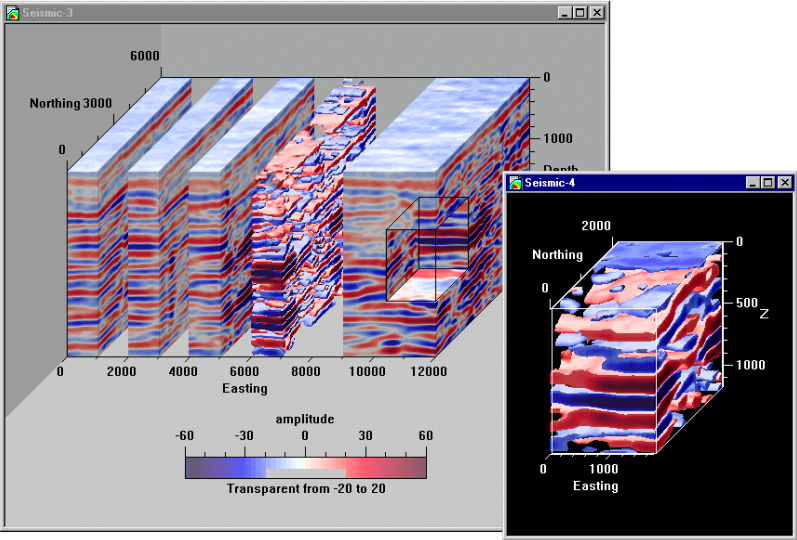 Seismic-3
6000
Northing 3000
0
0
1000
Depth
0 2000 4000 6000 8000 10000 12000
Easting
amplitude
-60 -30 0 30 60
Transparent from -20 to 20
Seismic-4
2000
Northing
0
0
500
N
1000
0 1000
Easting